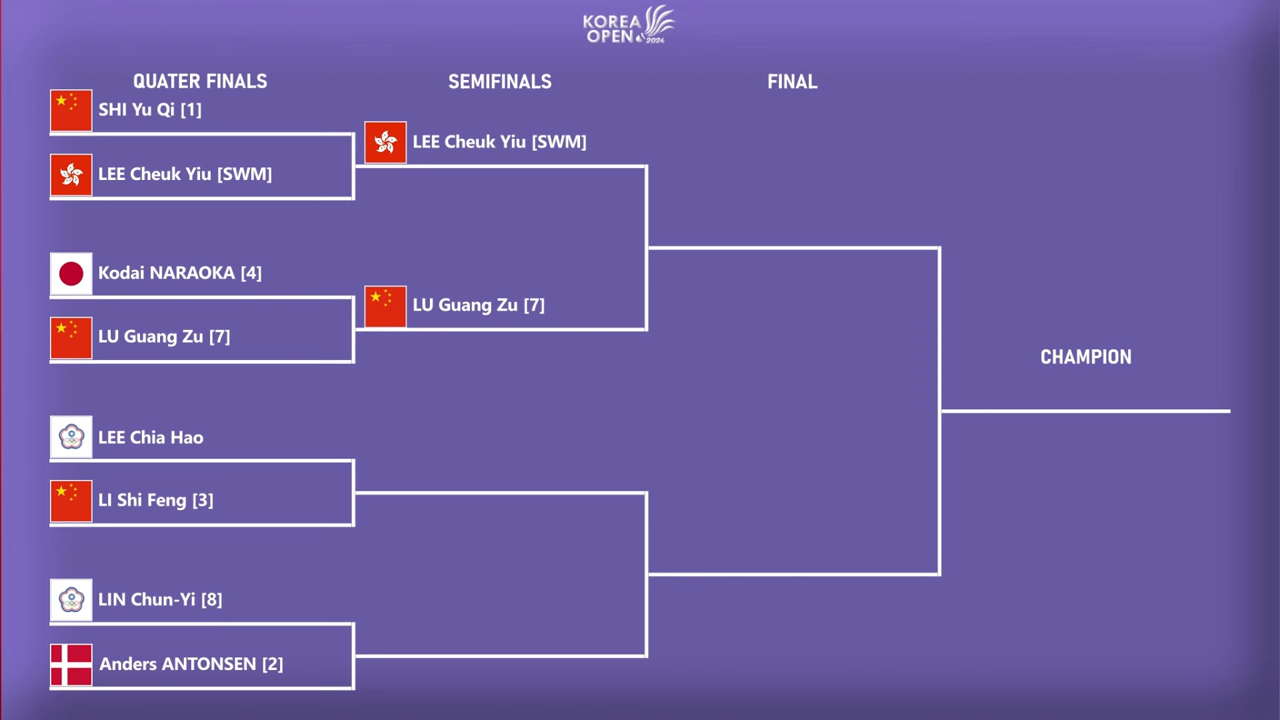 KOREA
OPEN 2024
QUATER FINALS
SEMIFINALS
FINAL
SHI Yu Qi [1]
LEE Cheuk Yiu [SWM]
LEE Cheuk Yiu [SWM]
Kodai NARAOKA [4]
LU Guang Zu [7]
LU Guang Zu [7]
CHAMPION
LEE Chia Hao
LI Shi Feng [3]
LIN Chun-Yi [8]
Anders ANTONSEN [2]